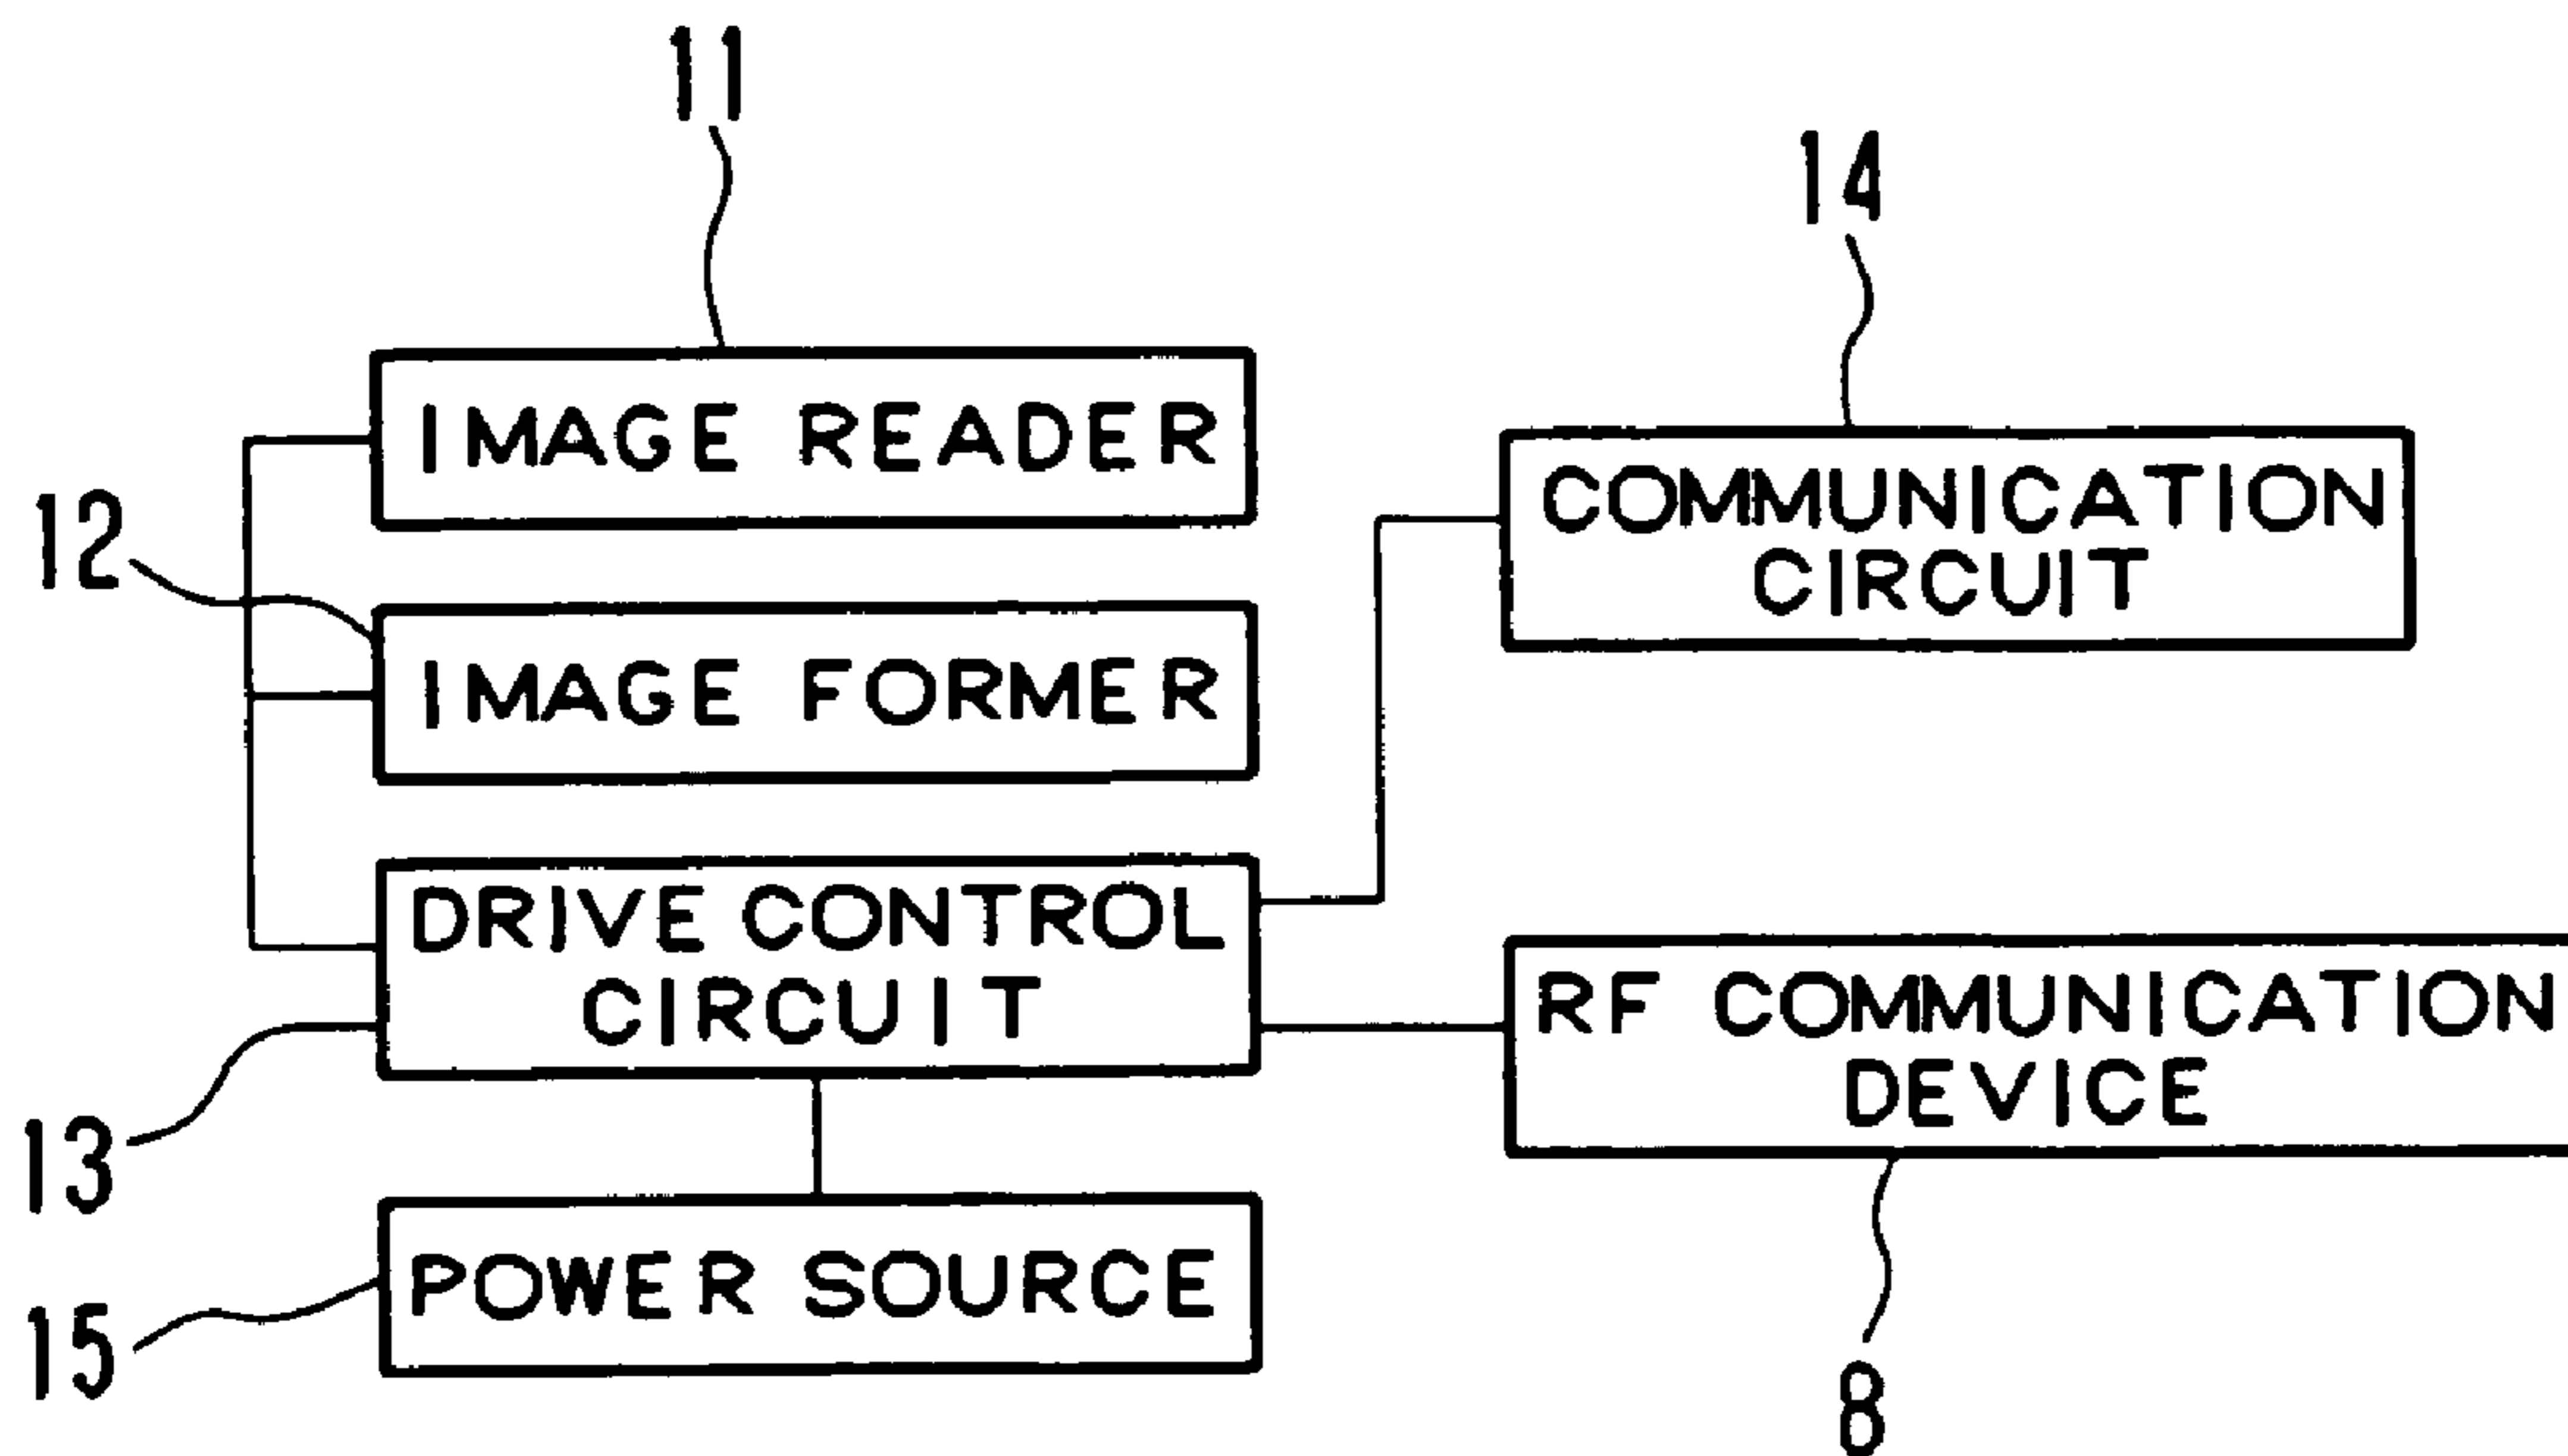 11
14
IMAGE READER
COMMUNICATION
CIRCUIT
12
IMAGE FORMER
DRIVE CONTROL
CIRCUIT
RF COMMUNICATION
DEVICE
13
POWER SOURCE
15
8